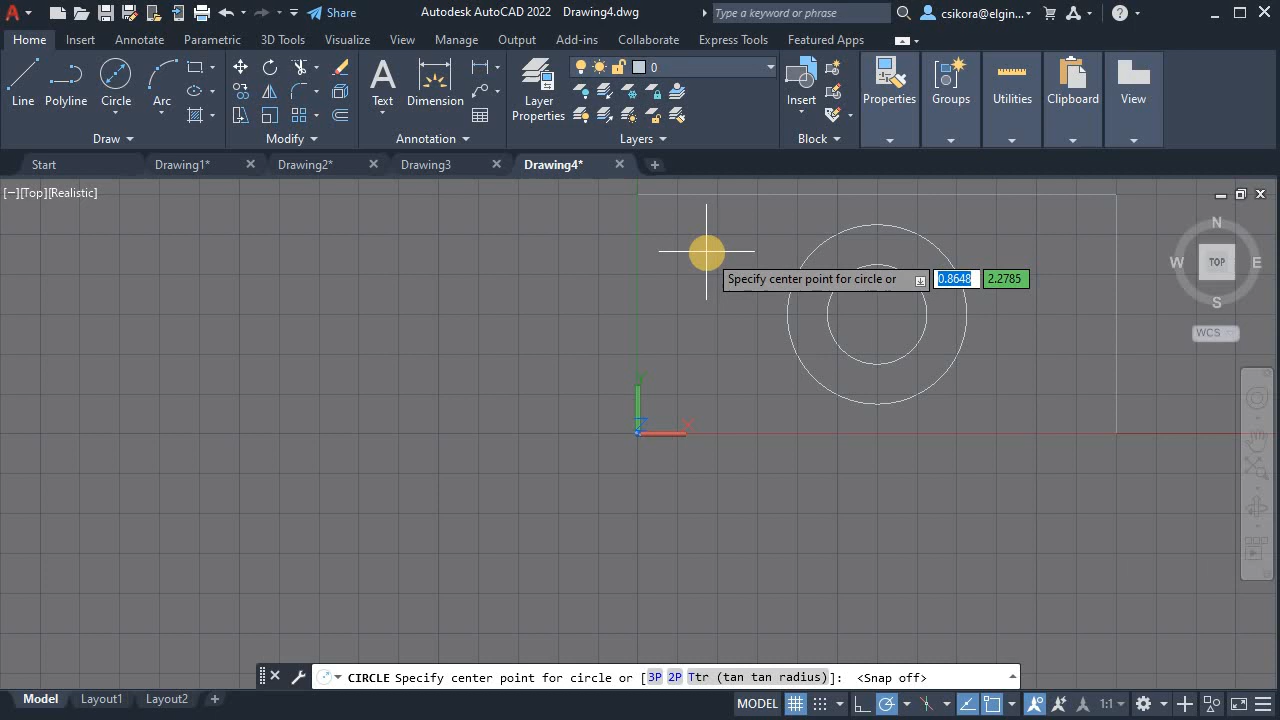 Share
Autodesk AutoCAD 2022 Drawing4.dwg
Type a keyword or phrase
csikora@elgin...
Home Insert Annotate Parametric 3D Tools Visualize View Manage Output Add-ins Collaborate Express Tools Featured Apps
0
Line Polyline Circle Arc Text Dimension Layer Properties Insert Properties Groups Utilities Clipboard View
Draw Modify Annotation Layers Block
Start Drawing1* Drawing2* Drawing3 Drawing4*
[−][Top][Realistic]
N
W TOP E
S
WCS
Specify center point for circle or 0.8648 2.2785
Y
Z X
CIRCLE Specify center point for circle or [3P 2P Ttr (tan tan radius)]: <Snap off>
Model Layout1 Layout2 + MODEL 1:1